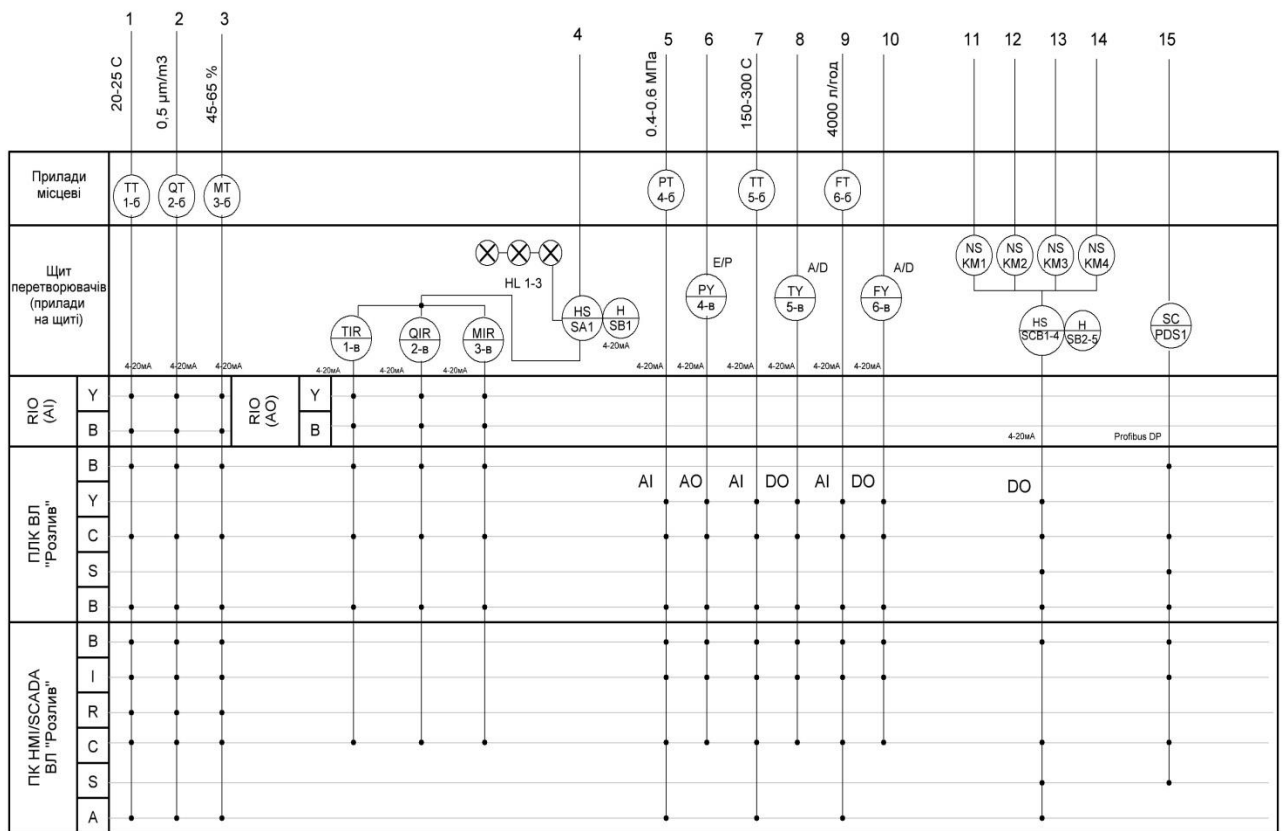 1 2 3 4 5 6 7 8 9 10 11 12 13 14 15
20-25 С
0,5 µm/m3
45-65 %
0.4-0.6 МПа
150-300 С
4000 л/год
Прилади
місцеві
TT
1-б
QT
2-б
MT
3-б
PT
4-б
TT
5-б
FT
6-б
Щит
перетворювачів
(прилади
на щиті)
TIR
1-в
QIR
2-в
MIR
3-в
HL 1-3
HS
SA1
H
SB1
4-20мА
E/P
PY
4-в
A/D
TY
5-в
A/D
FY
6-в
NS
KM1
NS
KM2
NS
KM3
NS
KM4
HS
SCB1-4
H
SB2-5
SC
PDS1
4-20мА 4-20мА 4-20мА 4-20мА 4-20мА 4-20мА 4-20мА 4-20мА 4-20мА 4-20мА 4-20мА 4-20мА
RIO
(AI)
Y
B
RIO
(AO)
Y
B
4-20мА
Profibus DP
ПЛК ВЛ
"Розлив"
B
Y
C
S
B
AI AO AI DO AI DO DO
ПК HMI/SCADA
ВЛ "Розлив"
B
I
R
C
S
A